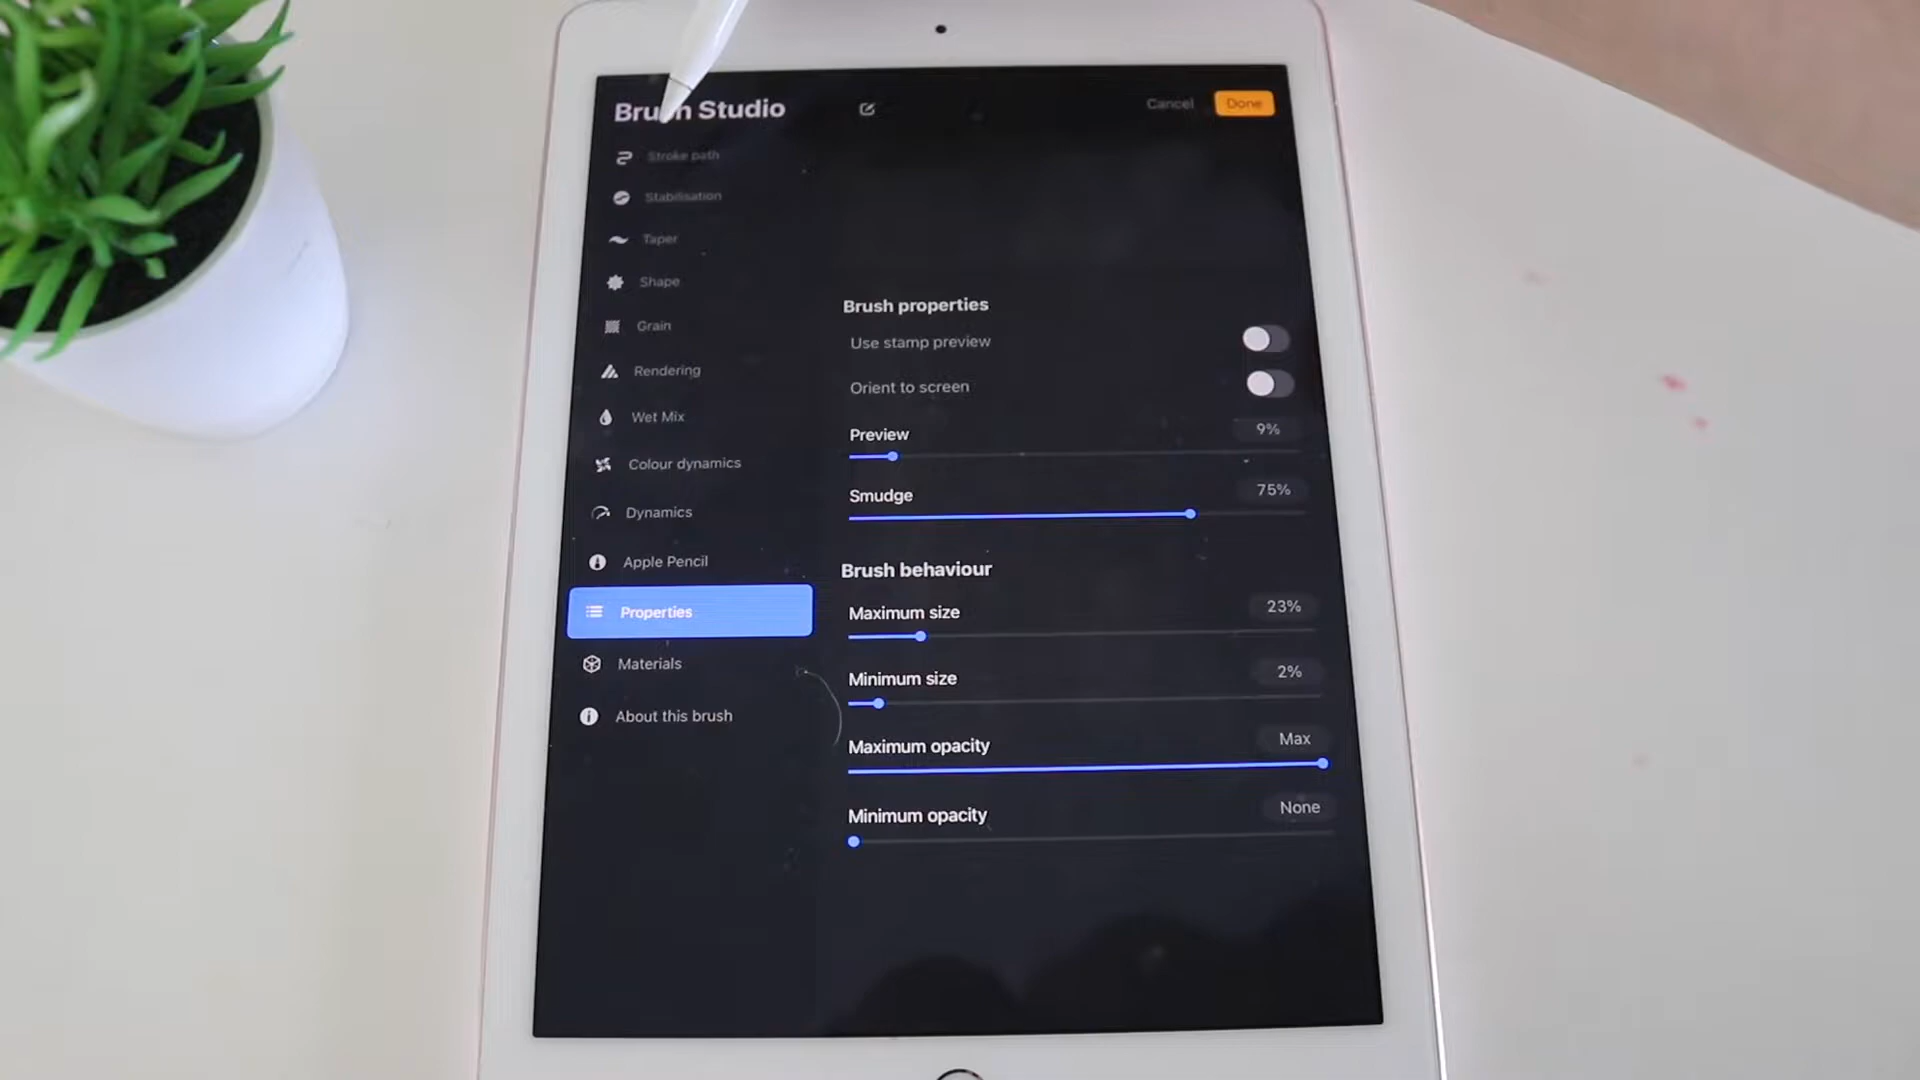 Brush Studio
Cancel
Done
Stroke path
Stabilisation
Taper
Shape
Grain
Rendering
Wet Mix
Colour dynamics
Dynamics
Apple Pencil
Properties
Materials
About this brush
Brush properties
Use stamp preview
Orient to screen
Preview 9%
Smudge 75%
Brush behaviour
Maximum size 23%
Minimum size 2%
Maximum opacity Max
Minimum opacity None